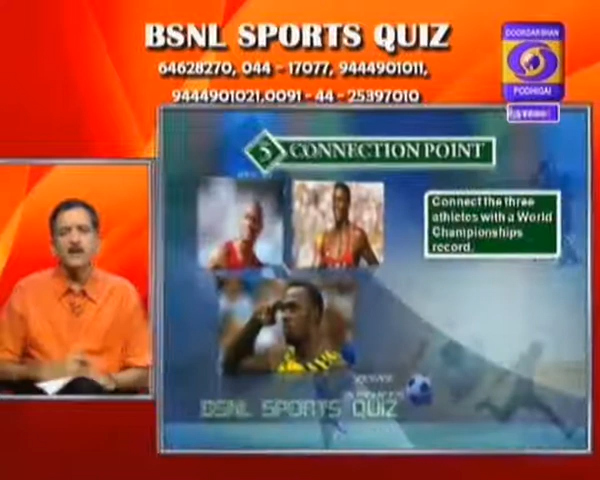 BSNL SPORTS QUIZ
64628270, 044 - 17077, 9444901011,
9444901021,0091 - 44 - 25397010
DOORDARSHAN
PODHIGAI
5 CONNECTION POINT
Connect the three
athletes with a World
Championships
record.
BSNL SPORTS QUIZ